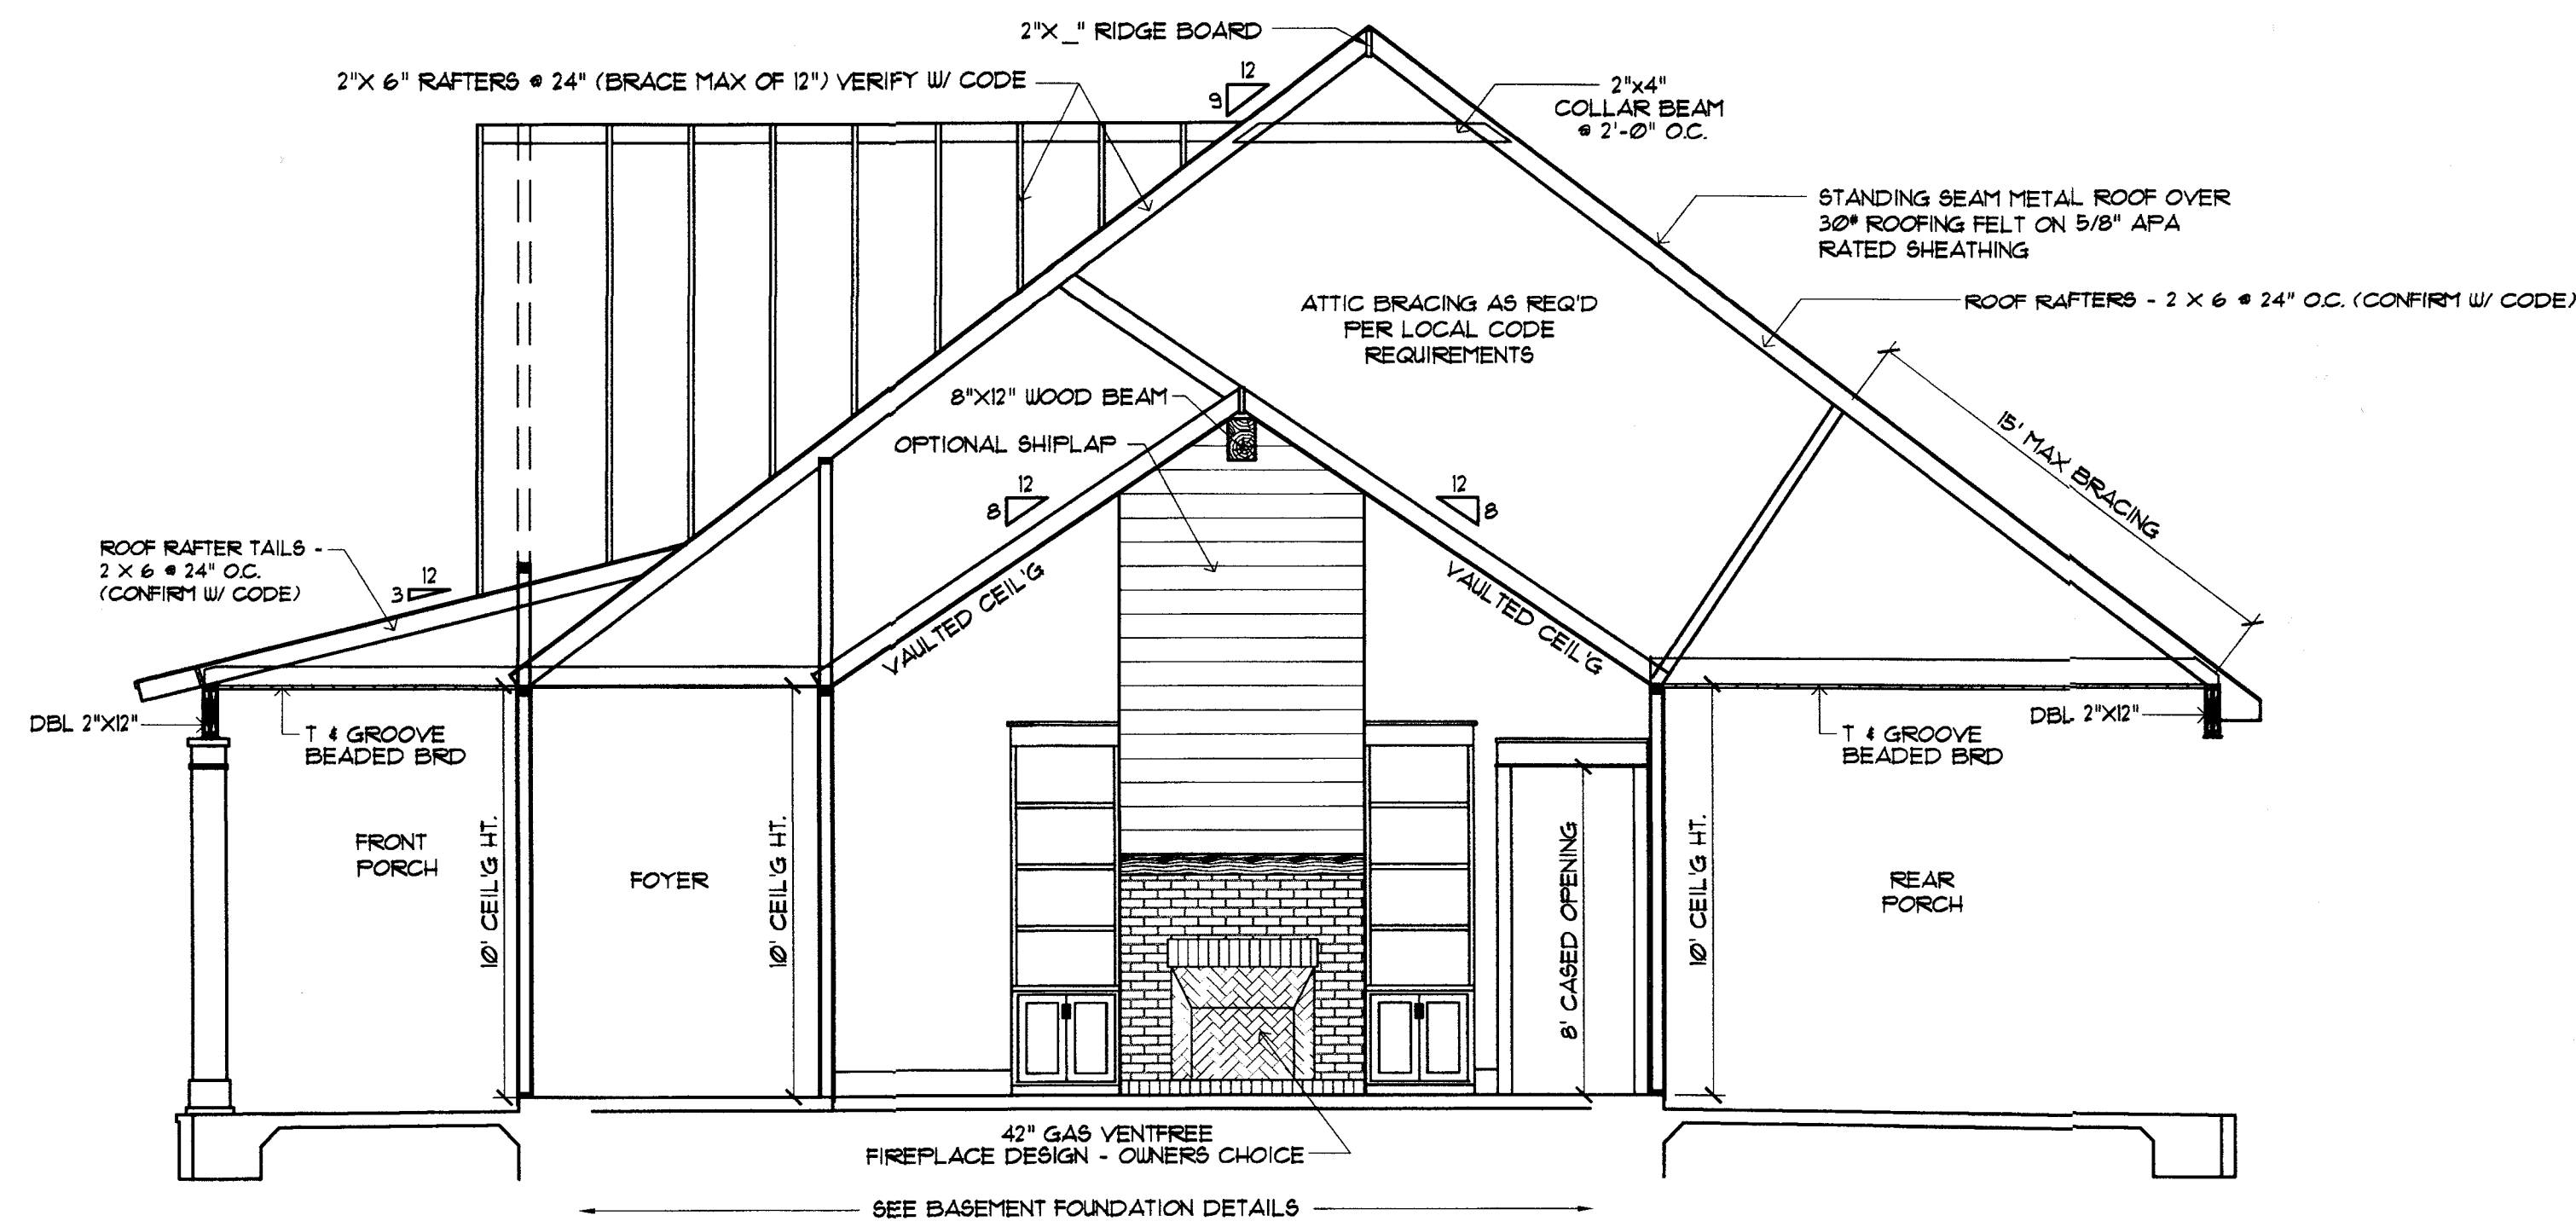 2"X _" RIDGE BOARD
2"X 6" RAFTERS @ 24" (BRACE MAX OF 12") VERIFY W/ CODE
12
9
2"x4"
COLLAR BEAM
@ 2'-0" O.C.
STANDING SEAM METAL ROOF OVER
30# ROOFING FELT ON 5/8" APA
RATED SHEATHING
ROOF RAFTERS - 2 X 6 @ 24" O.C. (CONFIRM W/ CODE)
ATTIC BRACING AS REQ'D
PER LOCAL CODE
REQUIREMENTS
8"X12" WOOD BEAM
OPTIONAL SHIPLAP
15' MAX BRACING
12
8
12
8
ROOF RAFTER TAILS -
2 X 6 @ 24" O.C.
(CONFIRM W/ CODE)
12
3
VAULTED CEIL'G
VAULTED CEIL'G
DBL 2"X12"
T & GROOVE
BEADED BRD
DBL 2"X12"
T & GROOVE
BEADED BRD
FRONT
PORCH
10' CEIL'G HT.
FOYER
10' CEIL'G HT.
8' CASED OPENING
10' CEIL'G HT.
REAR
PORCH
42" GAS VENTFREE
FIREPLACE DESIGN - OWNERS CHOICE
SEE BASEMENT FOUNDATION DETAILS